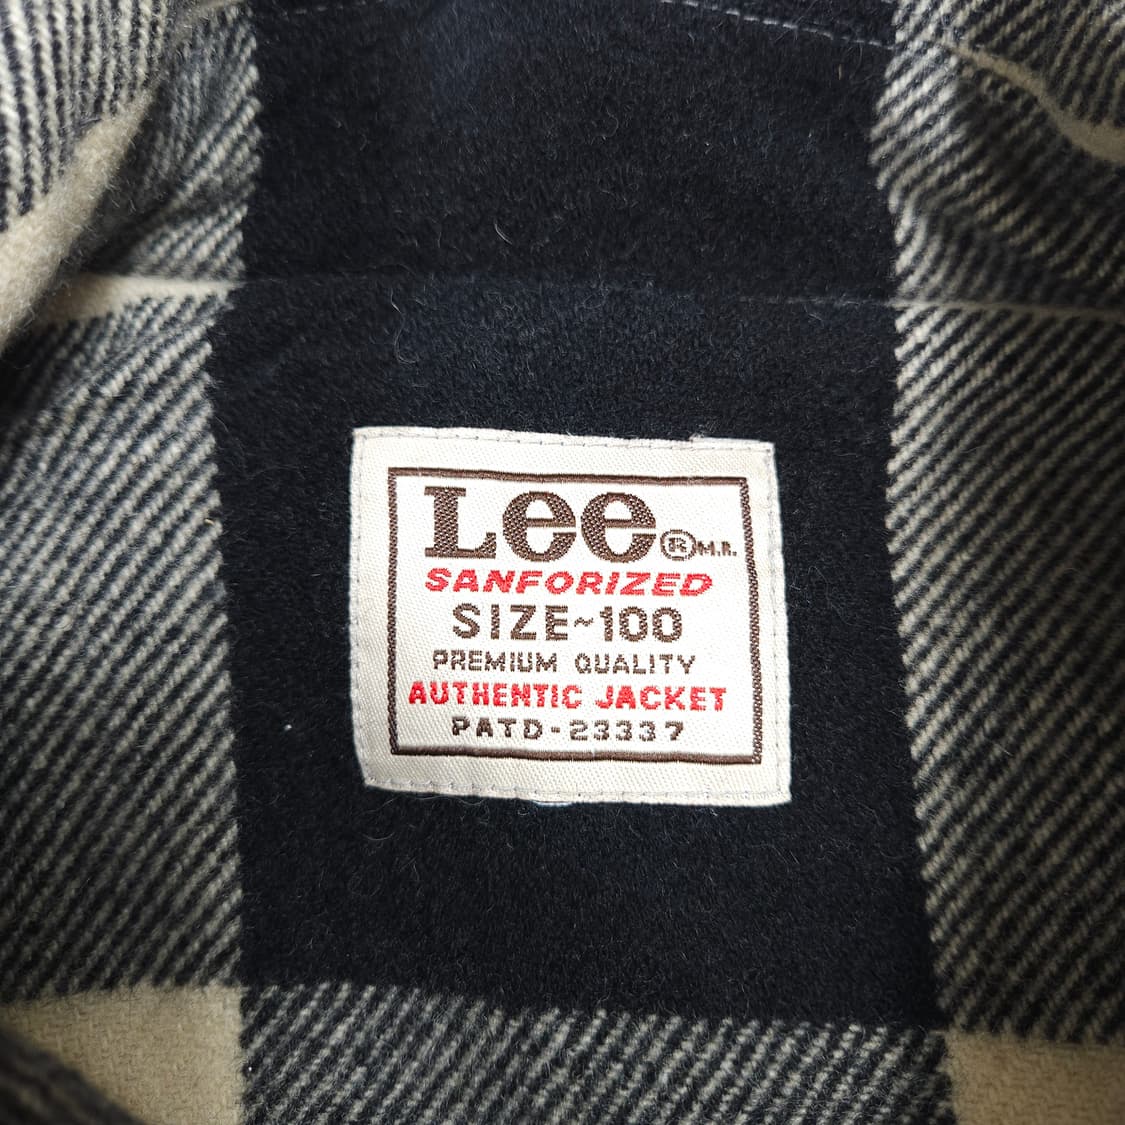 Lee® M.R.
SANFORIZED
SIZE~100
PREMIUM QUALITY
AUTHENTIC JACKET
PATD-23337